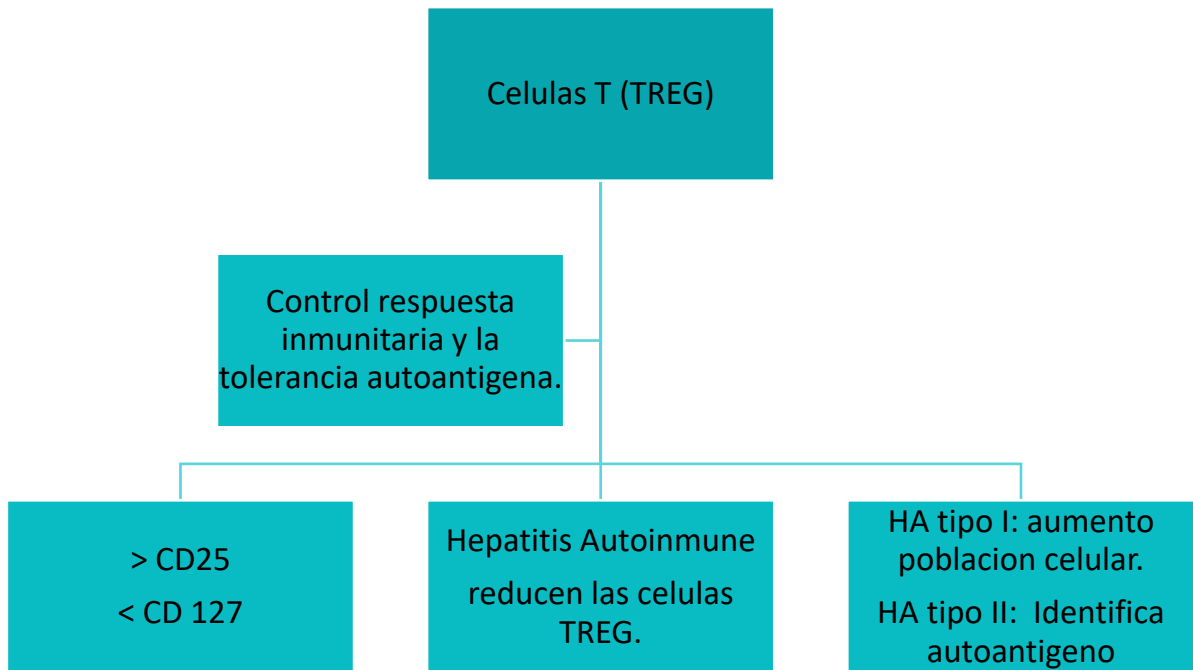 Celulas T (TREG)
Control respuesta
inmunitaria y la
tolerancia autoantigena.
> CD25
< CD 127
Hepatitis Autoinmune
reducen las celulas
TREG.
HA tipo I: aumento
poblacion celular.
HA tipo II:  Identifica
autoantigeno